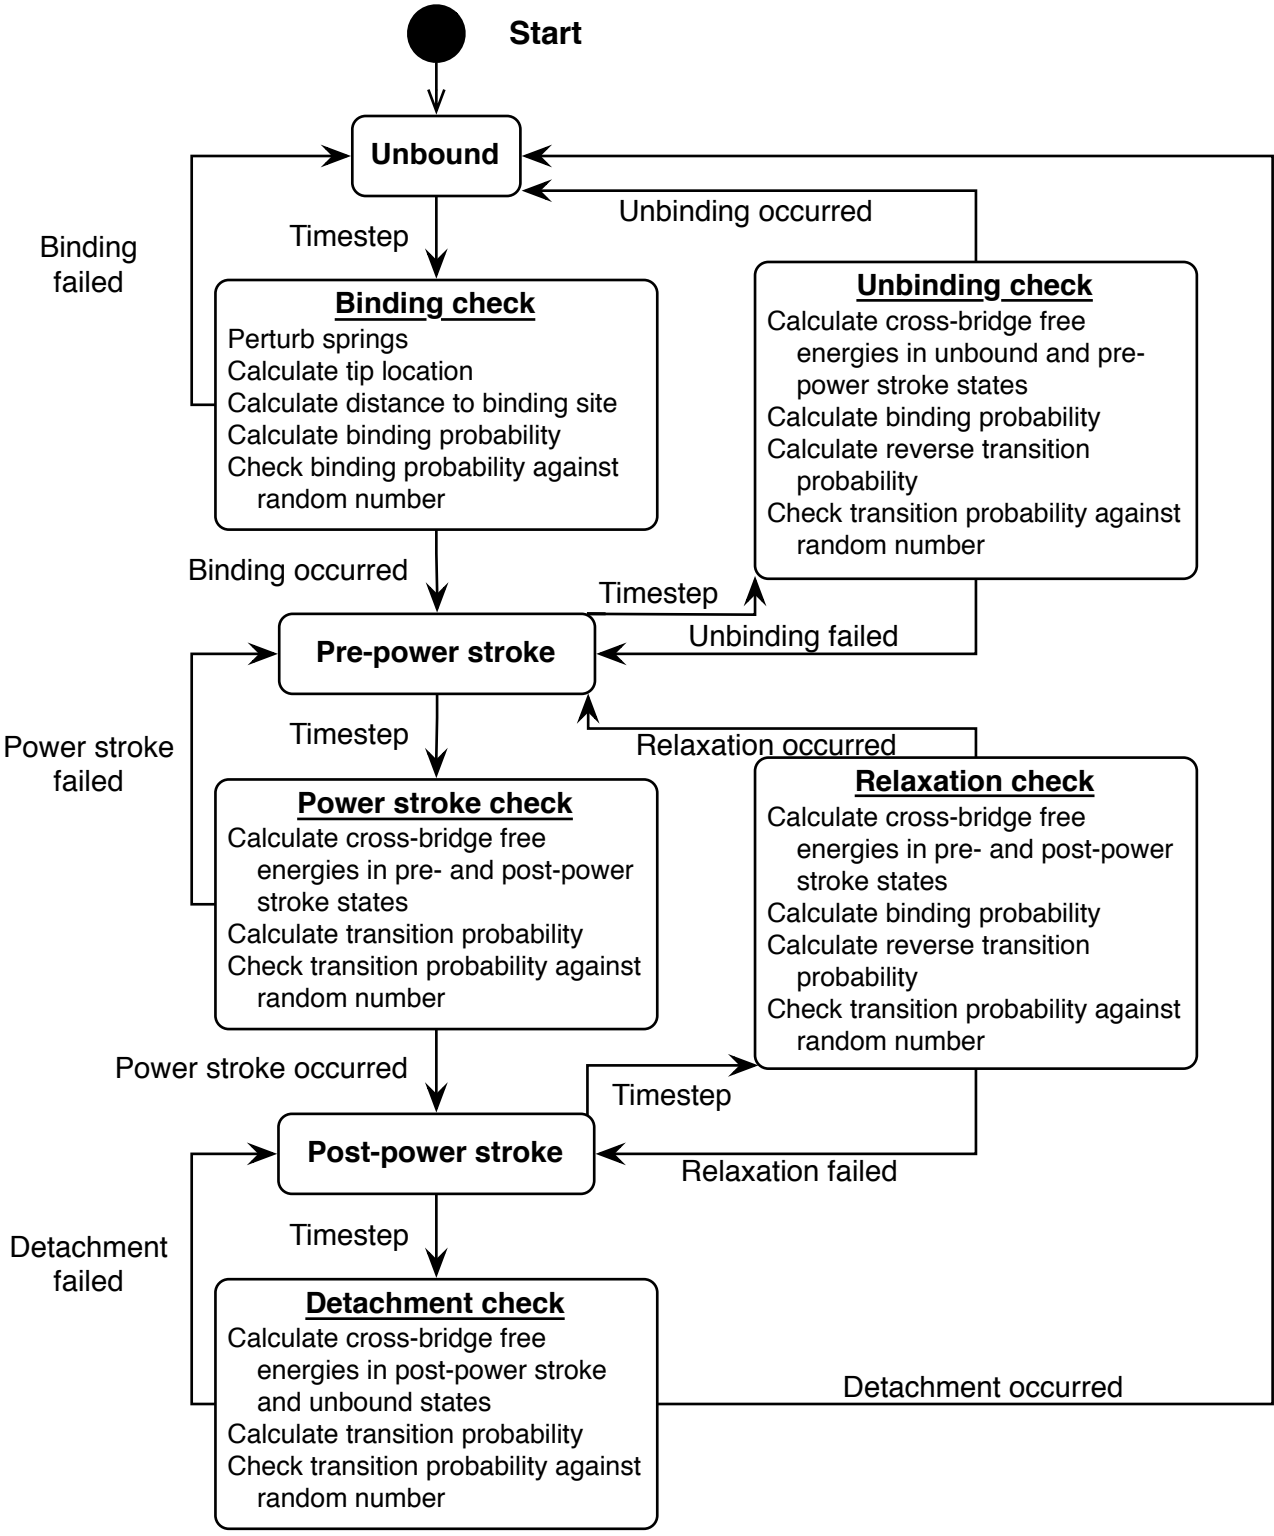 Start
Unbound
Unbinding occurred
Timestep
Binding
failed
Binding check
Perturb springs
Calculate tip location
Calculate distance to binding site
Calculate binding probability
Check binding probability against
random number
Unbinding check
Calculate cross-bridge free
energies in unbound and pre-
power stroke states
Calculate binding probability
Calculate reverse transition
probability
Check transition probability against
random number
Binding occurred
Timestep
Unbinding failed
Pre-power stroke
Timestep
Relaxation occurred
Power stroke
failed
Power stroke check
Calculate cross-bridge free
energies in pre- and post-power
stroke states
Calculate transition probability
Check transition probability against
random number
Relaxation check
Calculate cross-bridge free
energies in pre- and post-power
stroke states
Calculate binding probability
Calculate reverse transition
probability
Check transition probability against
random number
Power stroke occurred
Timestep
Post-power stroke
Relaxation failed
Timestep
Detachment
failed
Detachment check
Calculate cross-bridge free
energies in post-power stroke
and unbound states
Calculate transition probability
Check transition probability against
random number
Detachment occurred